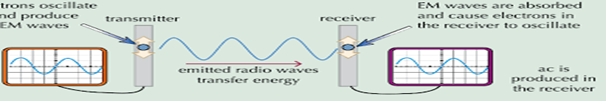 trons oscillate
nd produce
EM waves
transmitter
emitted radio waves
transfer energy
receiver
EM waves are absorbed
and cause electrons in
the receiver to oscillate
ac is
produced in
the receiver